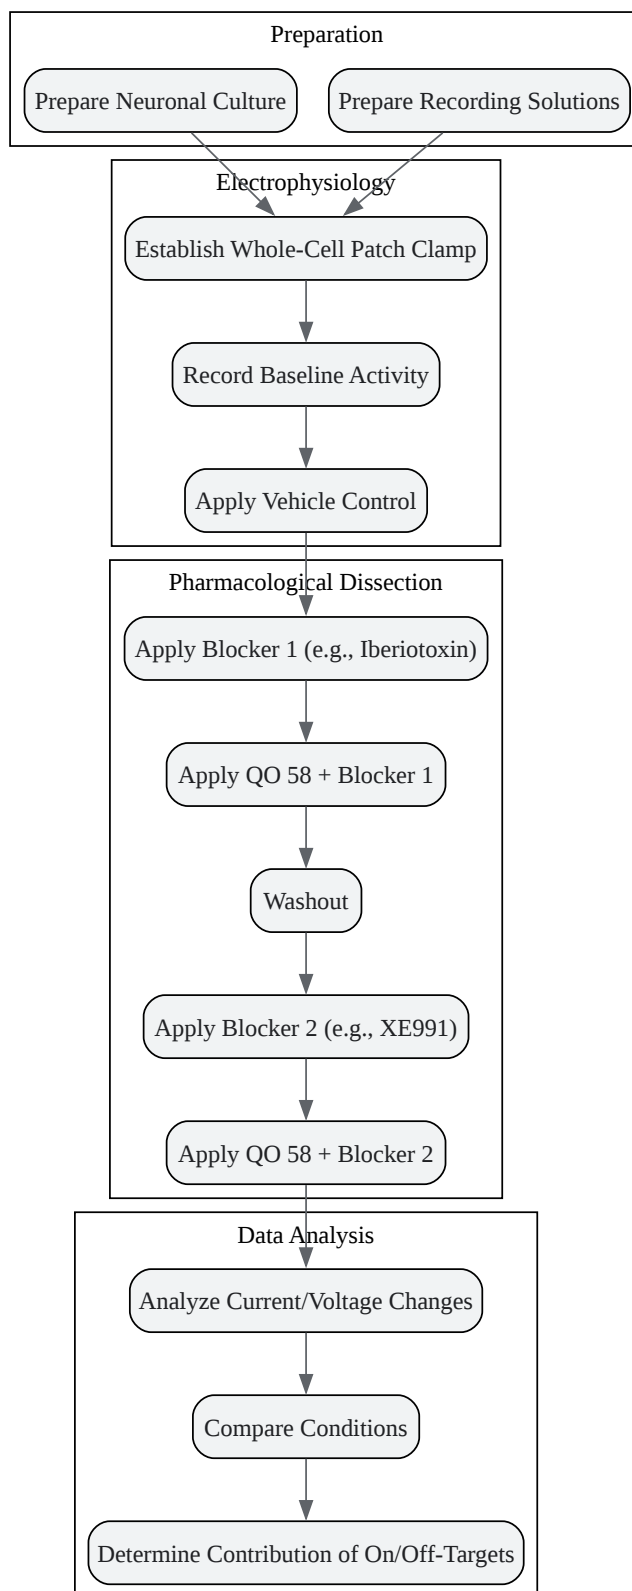 Preparation
Prepare Neuronal Culture
Prepare Recording Solutions
Electrophysiology
Establish Whole-Cell Patch Clamp
Record Baseline Activity
Apply Vehicle Control
Pharmacological Dissection
Apply Blocker 1 (e.g., Iberiotoxin)
Apply QO 58 + Blocker 1
Washout
Apply Blocker 2 (e.g., XE991)
Apply QO 58 + Blocker 2
Data Analysis
Analyze Current/Voltage Changes
Compare Conditions
Determine Contribution of On/Off-Targets